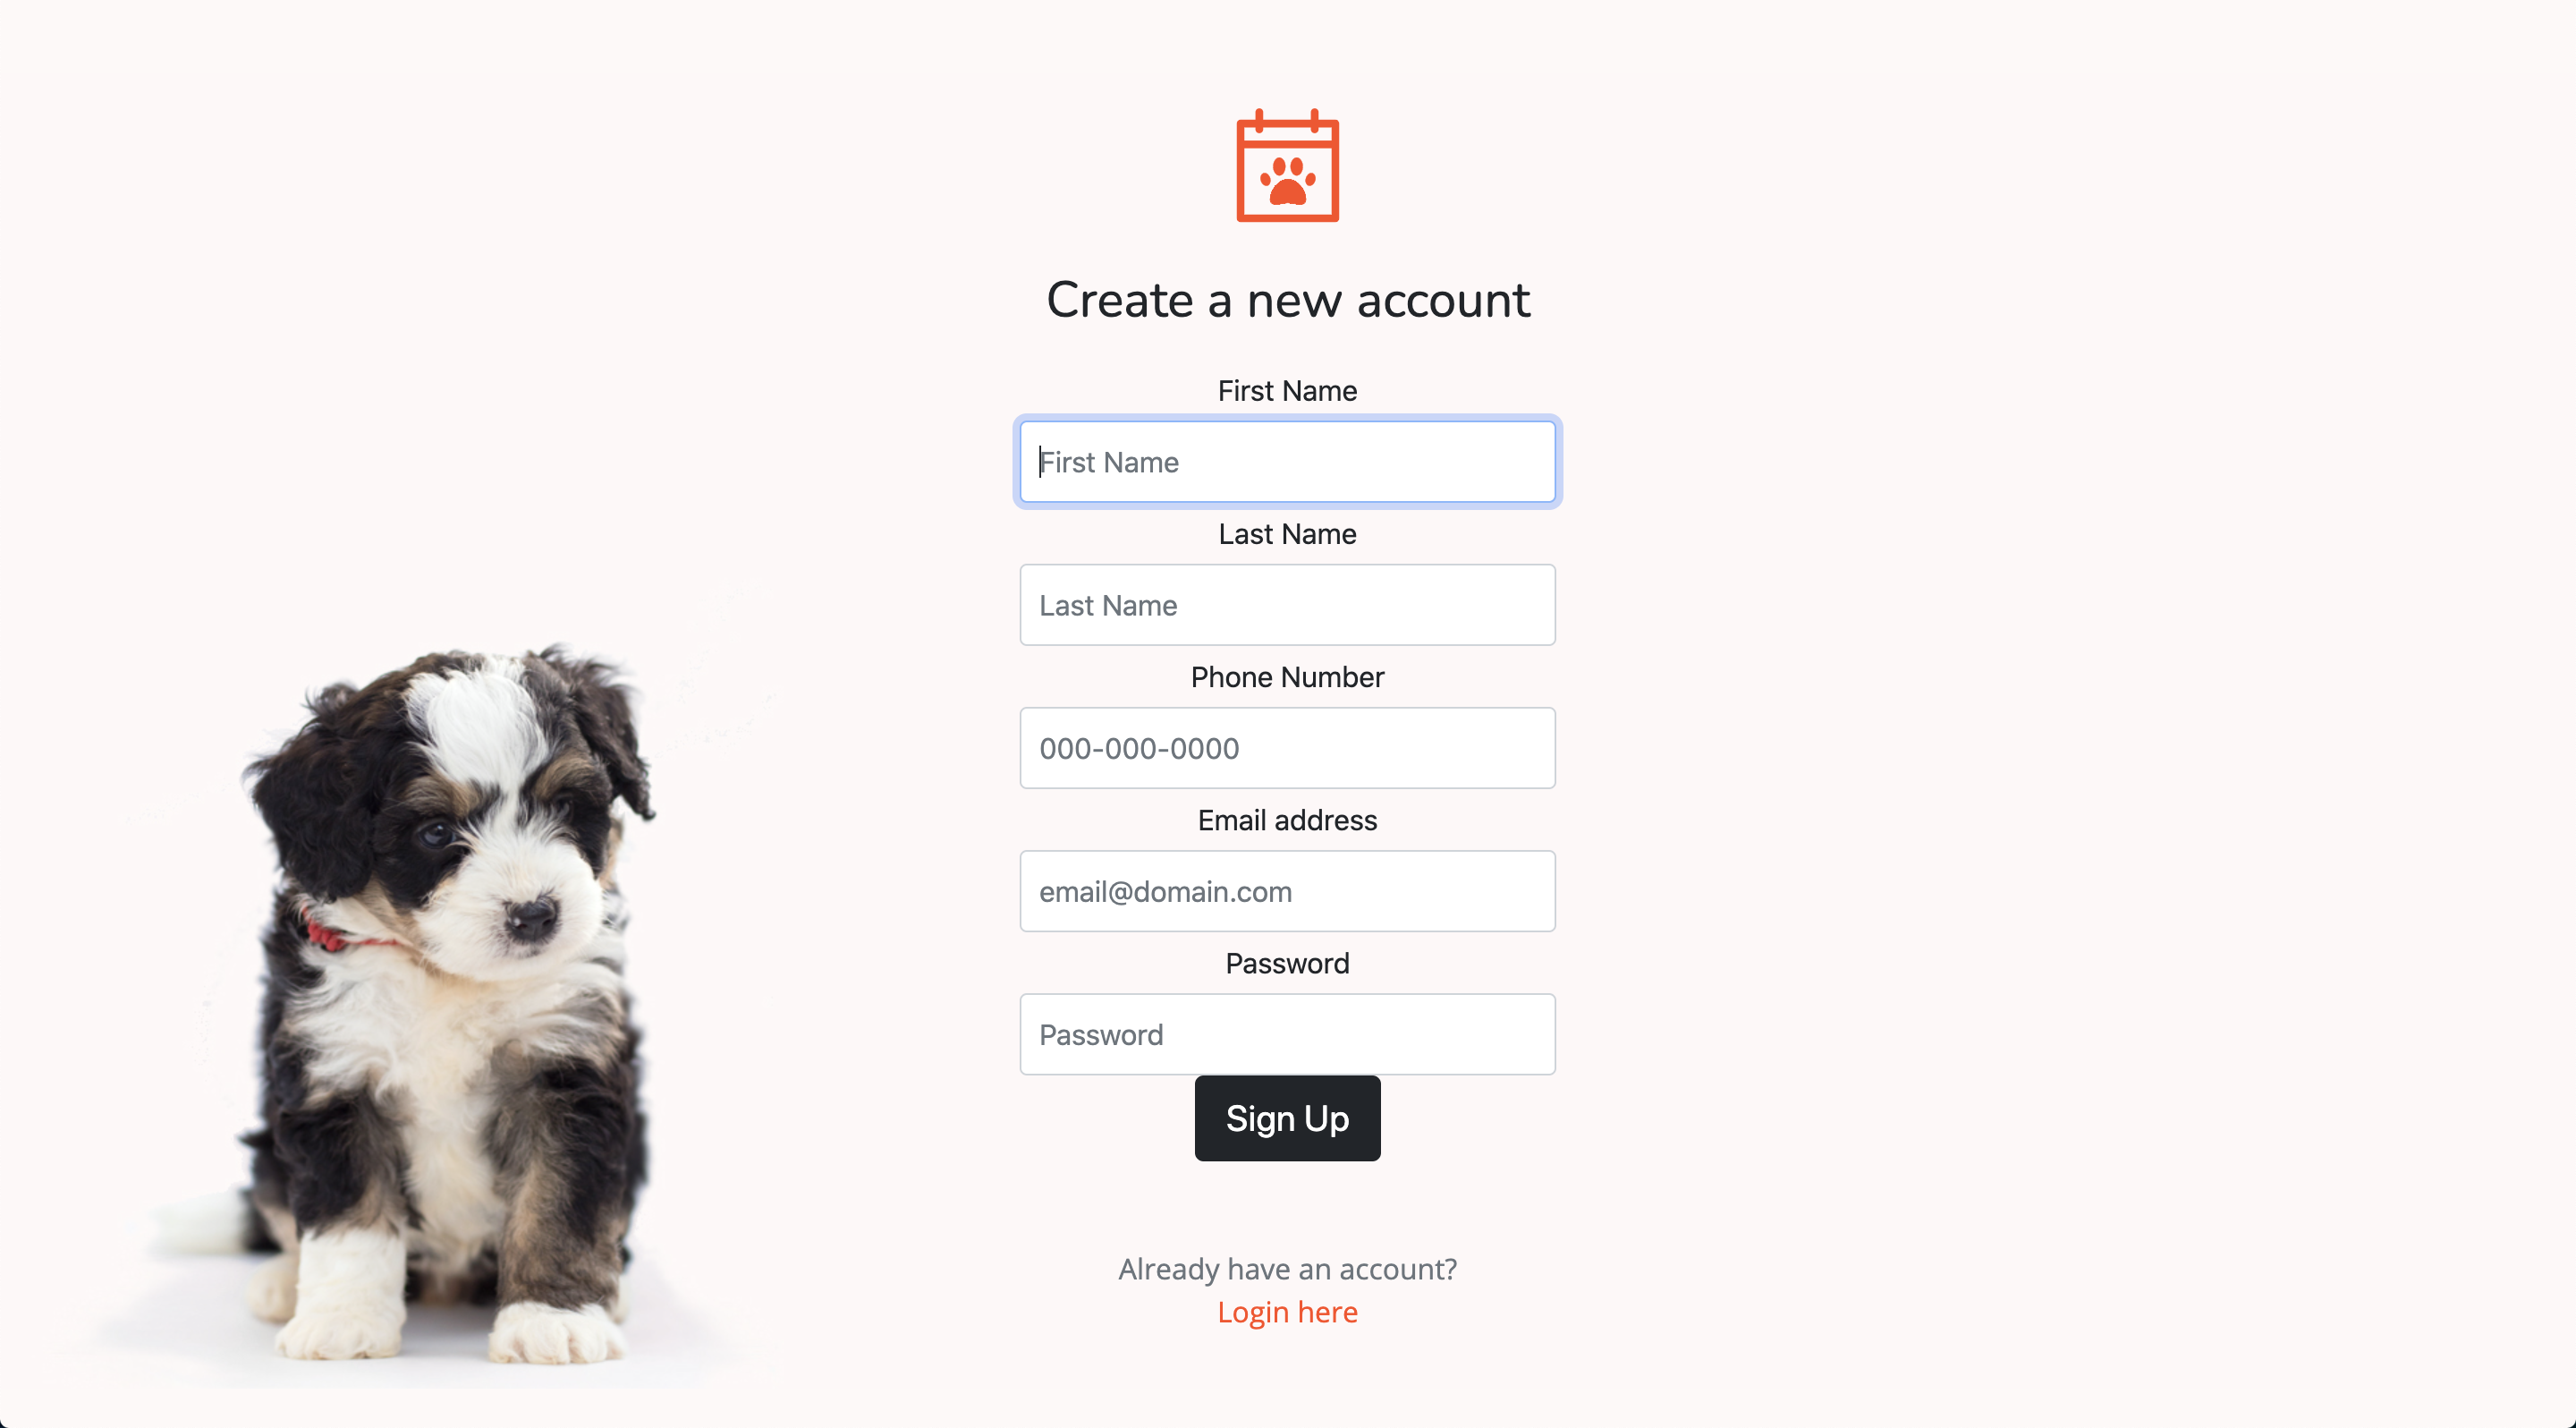 Create a new account
First Name
First Name
Last Name
Last Name
Phone Number
000-000-0000
Email address
email@domain.com
Password
Password
Sign Up
Already have an account?
Login here